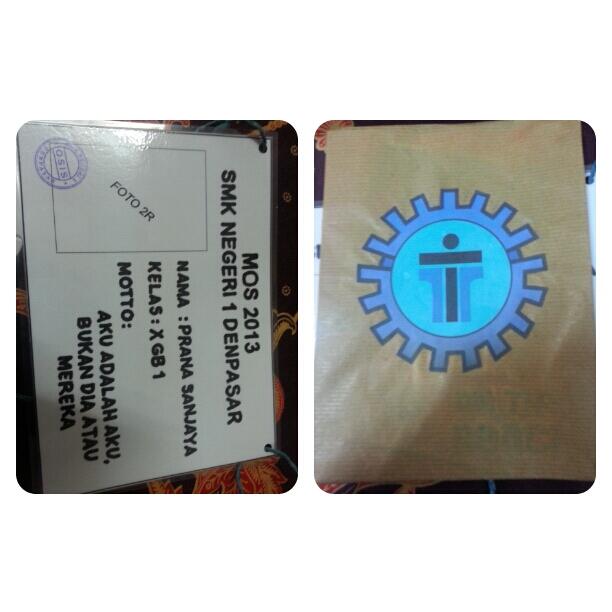 MOS 2013
SMK NEGERI 1 DENPASAR
FOTO 2R
OSIS
NAMA : PRANA SANJAYA
KELAS : X GB 1
MOTTO:
AKU ADALAH AKU,
BUKAN DIA ATAU
MEREKA